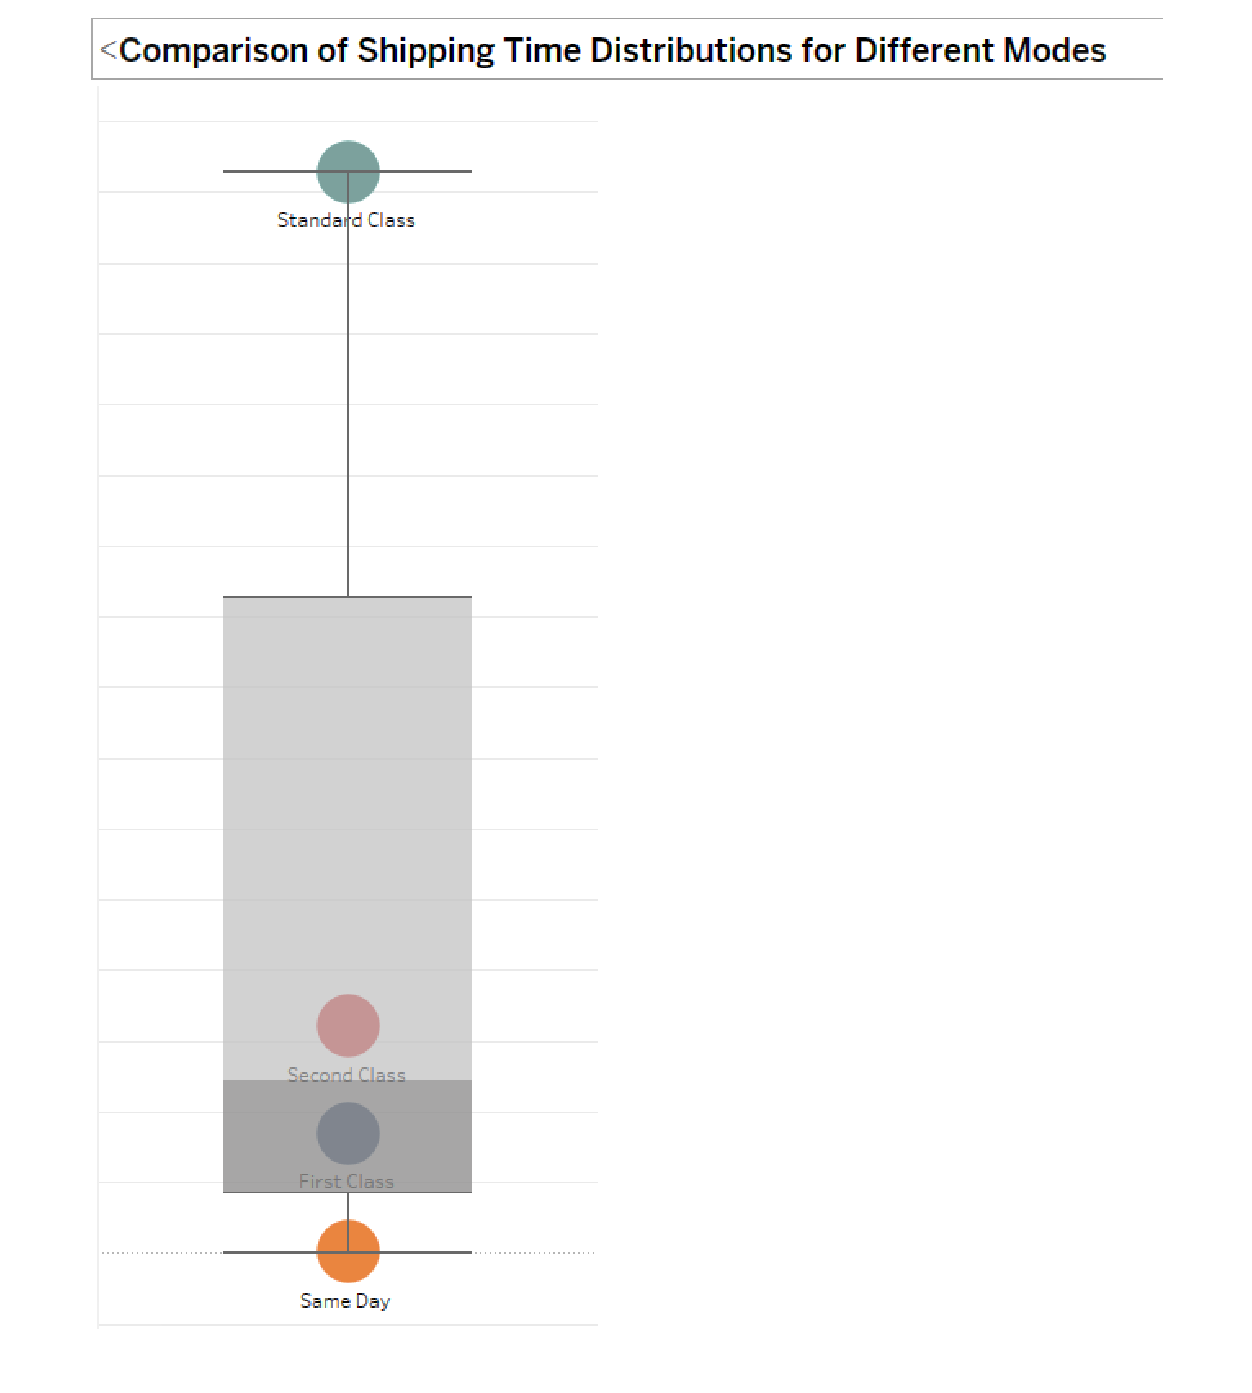 <Comparison of Shipping Time Distributions for Different Modes
Standard Class
Second Class
First Class
Same Day